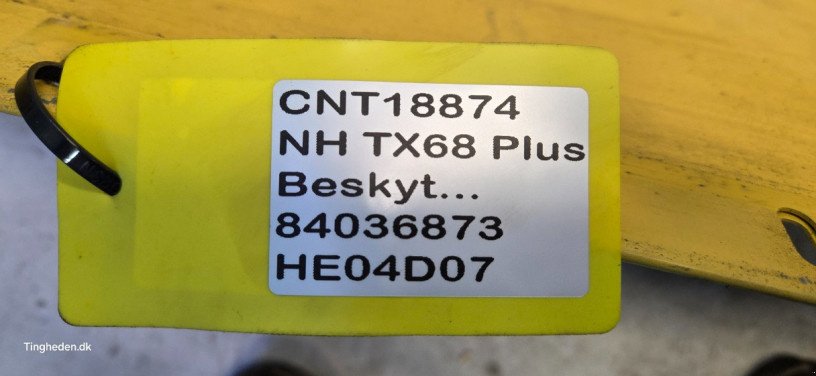 CNT18874
NH TX68 Plus
Beskyt...
84036873
HE04D07
Tingheden.dk